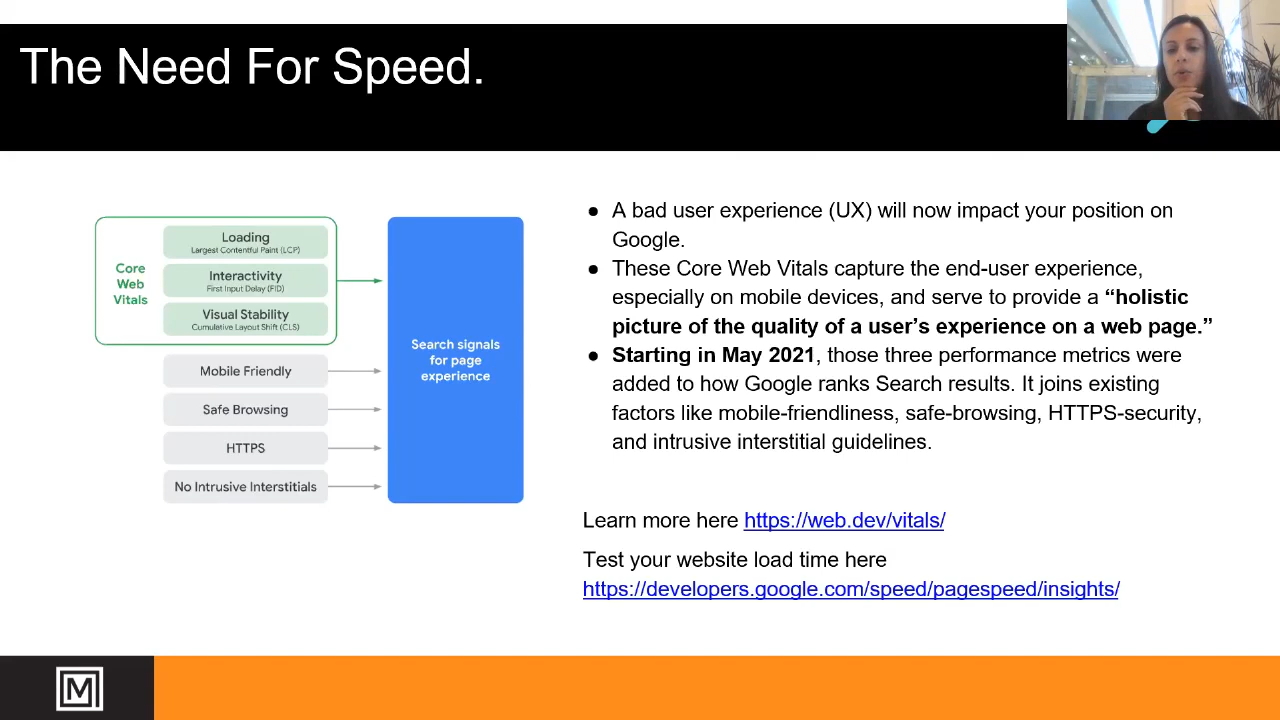 The Need For Speed.
Core
Web
Vitals
Loading
Largest Contentful Paint (LCP)
Interactivity
First Input Delay (FID)
Visual Stability
Cumulative Layout Shift (CLS)
Mobile Friendly
Safe Browsing
HTTPS
No Intrusive Interstitials
Search signals
for page
experience
● A bad user experience (UX) will now impact your position on
Google.
● These Core Web Vitals capture the end-user experience,
especially on mobile devices, and serve to provide a “holistic
picture of the quality of a user’s experience on a web page.”
● Starting in May 2021, those three performance metrics were
added to how Google ranks Search results. It joins existing
factors like mobile-friendliness, safe-browsing, HTTPS-security,
and intrusive interstitial guidelines.
Learn more here https://web.dev/vitals/
Test your website load time here
https://developers.google.com/speed/pagespeed/insights/
M